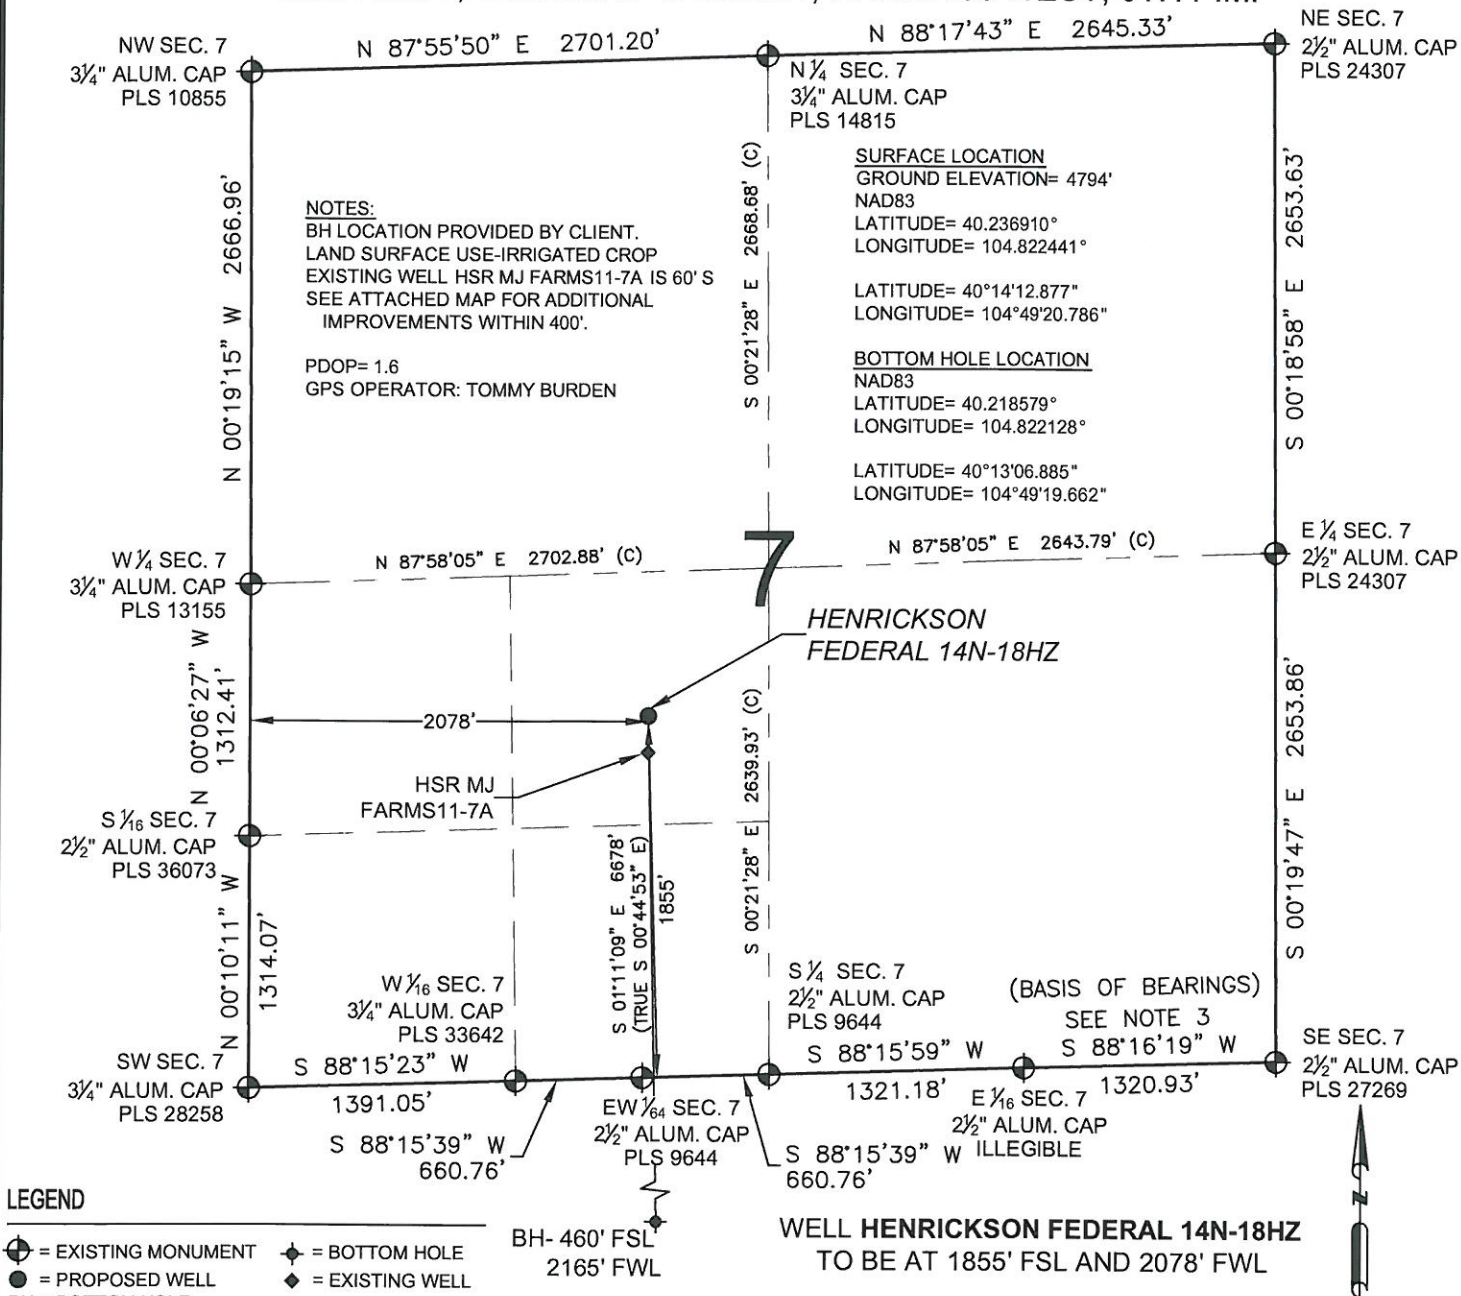 N 87°55'50" E 2701.20'
N 88°17'43" E 2645.33'
NW SEC. 7
3¼" ALUM. CAP
PLS 10855
N ¼ SEC. 7
3¼" ALUM. CAP
PLS 14815
NE SEC. 7
2½" ALUM. CAP
PLS 24307
N 00°19'15" W 2666.96'
NOTES:
BH LOCATION PROVIDED BY CLIENT.
LAND SURFACE USE-IRRIGATED CROP
EXISTING WELL HSR MJ FARMS11-7A IS 60' S
SEE ATTACHED MAP FOR ADDITIONAL
IMPROVEMENTS WITHIN 400'.
PDOP= 1.6
GPS OPERATOR: TOMMY BURDEN
S 00°21'28" E 2668.68' (C)
SURFACE LOCATION
GROUND ELEVATION= 4794'
NAD83
LATITUDE= 40.236910°
LONGITUDE= 104.822441°
LATITUDE= 40°14'12.877"
LONGITUDE= 104°49'20.786"
BOTTOM HOLE LOCATION
NAD83
LATITUDE= 40.218579°
LONGITUDE= 104.822128°
LATITUDE= 40°13'06.885"
LONGITUDE= 104°49'19.662"
S 00°18'58" E 2653.63'
W ¼ SEC. 7
3¼" ALUM. CAP
PLS 13155
N 87°58'05" E 2702.88' (C)
7
N 87°58'05" E 2643.79' (C)
E ¼ SEC. 7
2½" ALUM. CAP
PLS 24307
HENRICKSON
FEDERAL 14N-18HZ
N 00°06'27" W
1312.41'
2078'
HSR MJ
FARMS11-7A
S 00°21'28" E 2639.93' (C)
S 00°19'47" E 2653.86'
S 1⁄16 SEC. 7
2½" ALUM. CAP
PLS 36073
S 01°11'09" E 6678'
(TRUE S 00°44'53" E)
1855'
N 00°10'11" W
1314.07'
W 1⁄16 SEC. 7
3¼" ALUM. CAP
PLS 33642
S ¼ SEC. 7
2½" ALUM. CAP
PLS 9644
(BASIS OF BEARINGS)
SEE NOTE 3
SW SEC. 7
3¼" ALUM. CAP
PLS 28258
S 88°15'23" W
1391.05'
S 88°15'59" W
1321.18'
S 88°16'19" W
1320.93'
SE SEC. 7
2½" ALUM. CAP
PLS 27269
S 88°15'39" W
660.76'
EW 1⁄64 SEC. 7
2½" ALUM. CAP
PLS 9644
S 88°15'39" W
660.76'
E 1⁄16 SEC. 7
2½" ALUM. CAP
ILLEGIBLE
N
LEGEND
= EXISTING MONUMENT
= BOTTOM HOLE
= PROPOSED WELL
= EXISTING WELL
BH- 460' FSL
2165' FWL
WELL HENRICKSON FEDERAL 14N-18HZ
TO BE AT 1855' FSL AND 2078' FWL